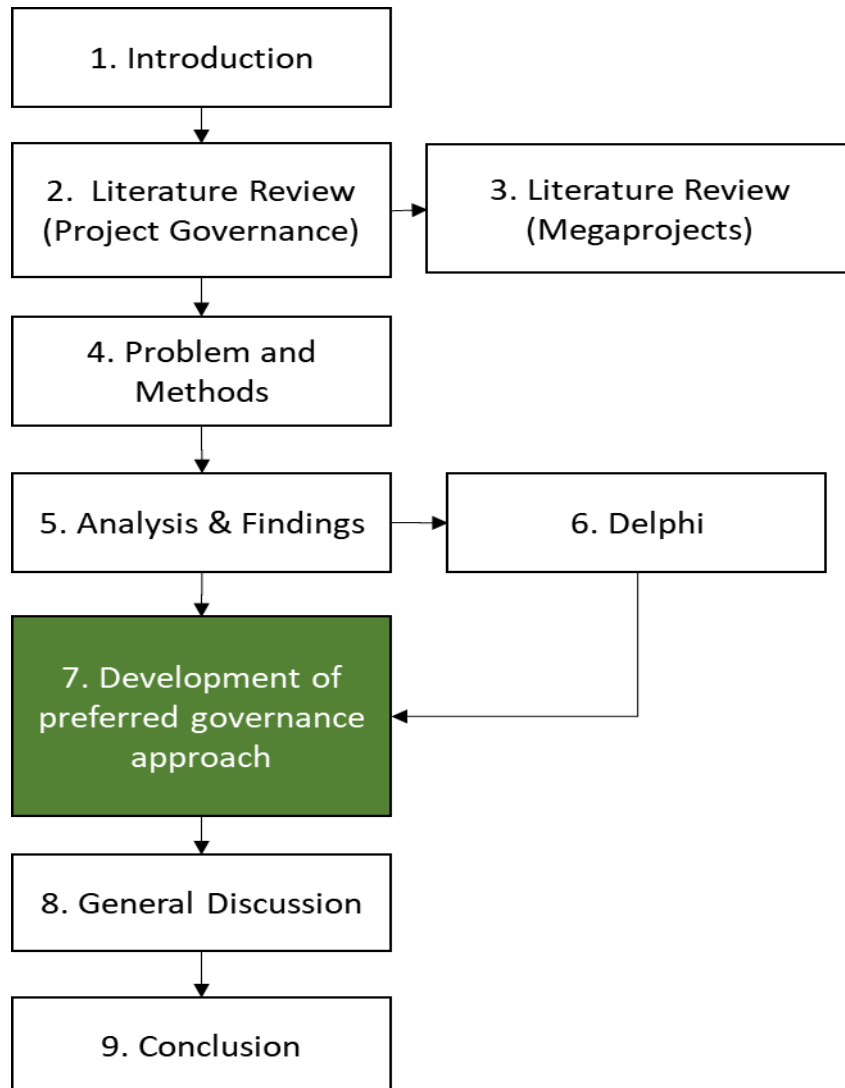 1. Introduction
2. Literature Review
(Project Governance)
3. Literature Review
(Megaprojects)
4. Problem and
Methods
5. Analysis & Findings
6. Delphi
7. Development of
preferred governance
approach
8. General Discussion
9. Conclusion